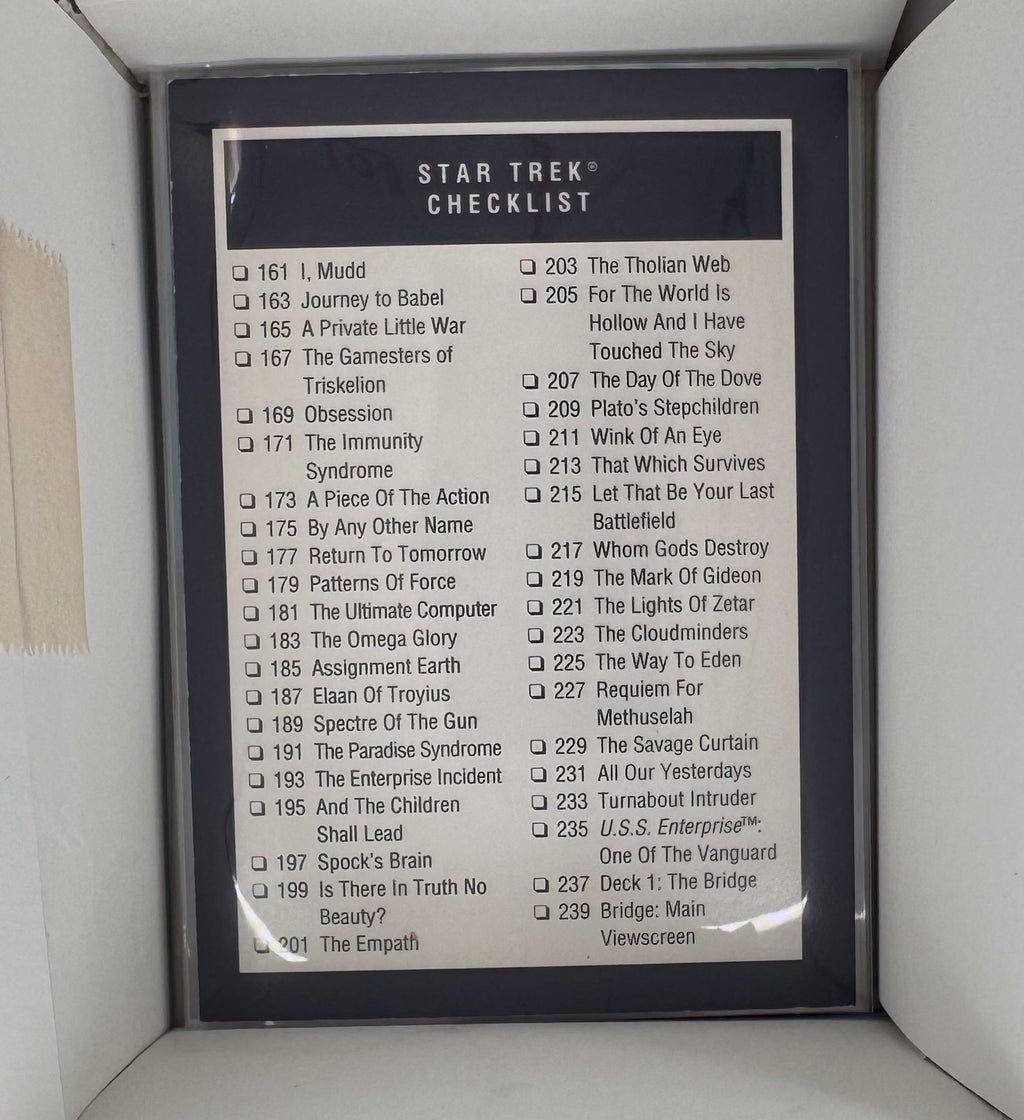 STAR TREK®
CHECKLIST
❏ 161 I, Mudd
❏ 163 Journey to Babel
❏ 165 A Private Little War
❏ 167 The Gamesters of
Triskelion
❏ 169 Obsession
❏ 171 The Immunity
Syndrome
❏ 173 A Piece Of The Action
❏ 175 By Any Other Name
❏ 177 Return To Tomorrow
❏ 179 Patterns Of Force
❏ 181 The Ultimate Computer
❏ 183 The Omega Glory
❏ 185 Assignment Earth
❏ 187 Elaan Of Troyius
❏ 189 Spectre Of The Gun
❏ 191 The Paradise Syndrome
❏ 193 The Enterprise Incident
❏ 195 And The Children
Shall Lead
❏ 197 Spock's Brain
❏ 199 Is There In Truth No
Beauty?
❏ 201 The Empath
❏ 203 The Tholian Web
❏ 205 For The World Is
Hollow And I Have
Touched The Sky
❏ 207 The Day Of The Dove
❏ 209 Plato's Stepchildren
❏ 211 Wink Of An Eye
❏ 213 That Which Survives
❏ 215 Let That Be Your Last
Battlefield
❏ 217 Whom Gods Destroy
❏ 219 The Mark Of Gideon
❏ 221 The Lights Of Zetar
❏ 223 The Cloudminders
❏ 225 The Way To Eden
❏ 227 Requiem For
Methuselah
❏ 229 The Savage Curtain
❏ 231 All Our Yesterdays
❏ 233 Turnabout Intruder
❏ 235 U.S.S. Enterprise™:
One Of The Vanguard
❏ 237 Deck 1: The Bridge
❏ 239 Bridge: Main
Viewscreen